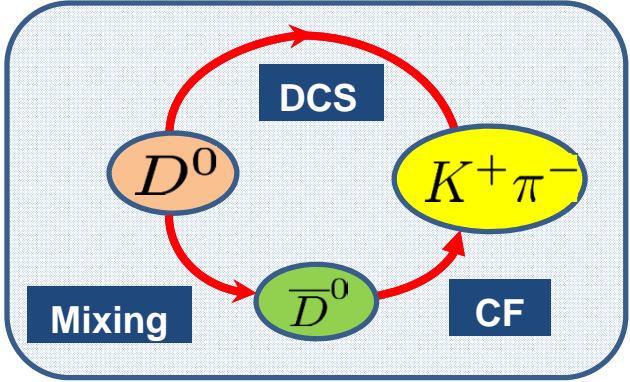 DCS
D⁰
K⁺π⁻
D̅⁰
Mixing
CF